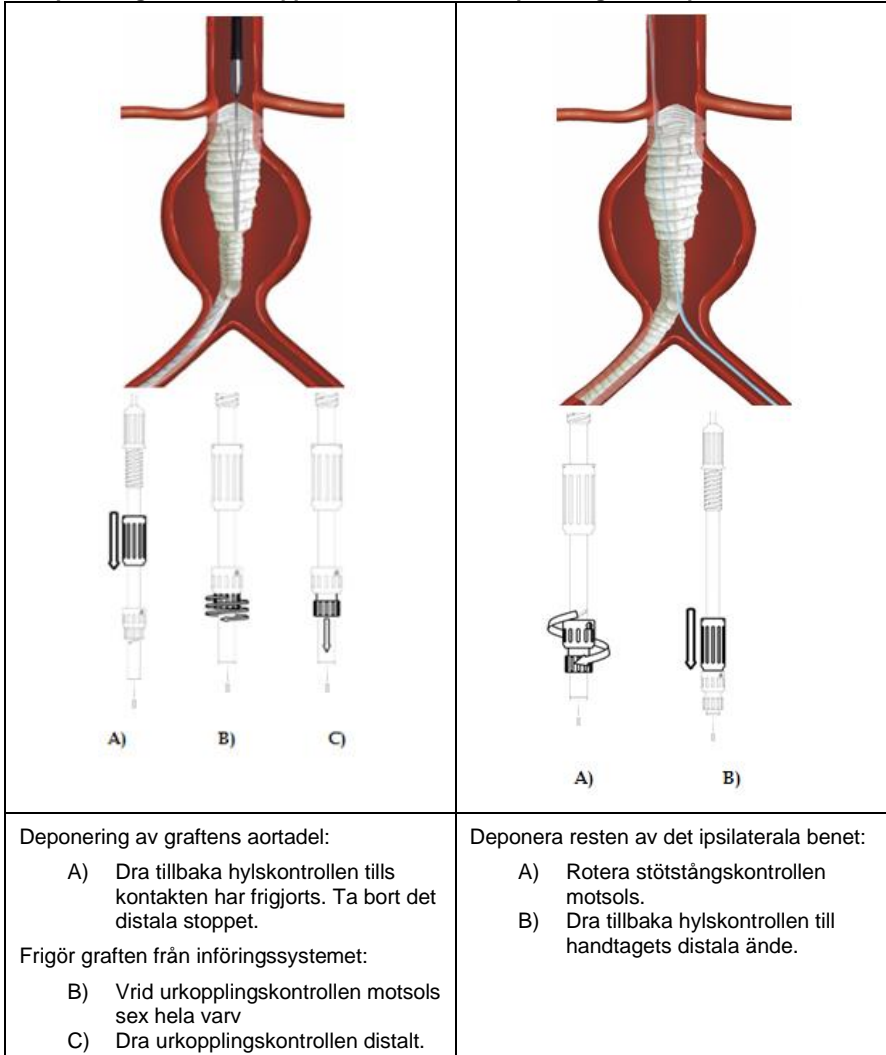 A)
B)
C)
A)
B)
Deponering av graftens aortadel:
A) Dra tillbaka hylskontrollen tills
kontakten har frigjorts. Ta bort det
distala stoppet.
Frigör graften från införingssystemet:
B) Vrid urkopplingskontrollen motsols
sex hela varv
C) Dra urkopplingskontrollen distalt.
Deponera resten av det ipsilaterala benet:
A) Rotera stötstångskontrollen
motsols.
B) Dra tillbaka hylskontrollen till
handtagets distala ände.